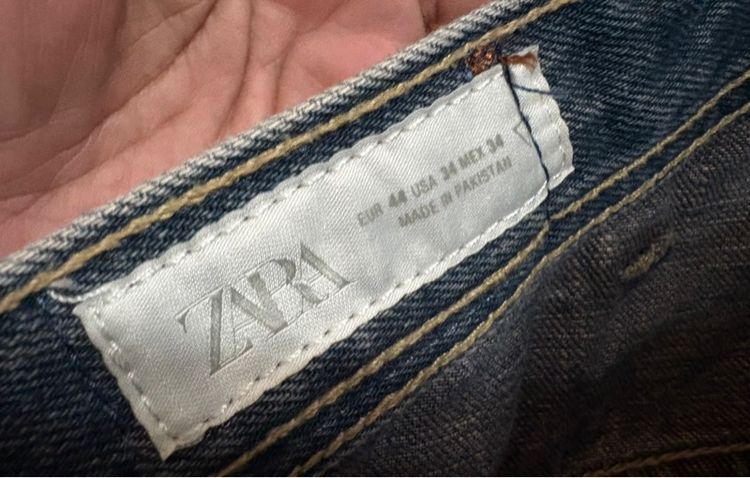 ZARA
EUR 44 USA 34 MEX 34
MADE IN PAKISTAN